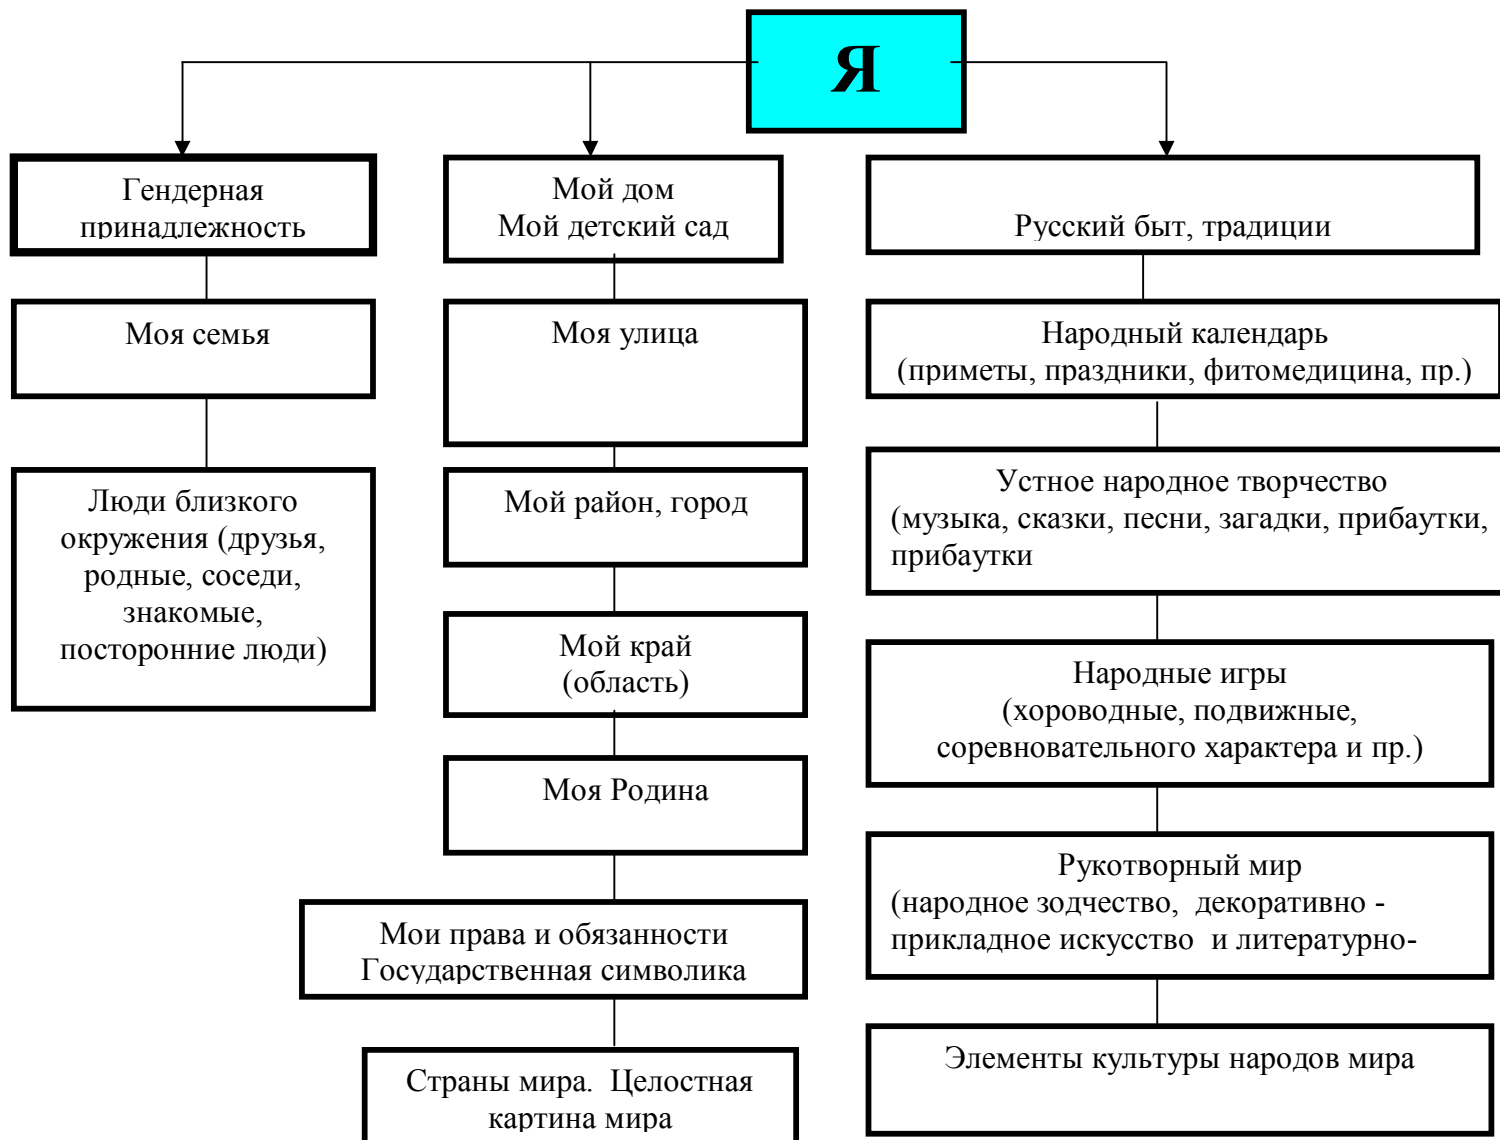 Я
Гендерная
принадлежность
Моя семья
Люди близкого
окружения (друзья,
родные, соседи,
знакомые,
посторонние люди)
Мой дом
Мой детский сад
Моя улица
Мой район, город
Мой край
(область)
Моя Родина
Мои права и обязанности
Государственная символика
Страны мира.  Целостная
картина мира
Русский быт, традиции
Народный календарь
(приметы, праздники, фитомедицина, пр.)
Устное народное творчество
(музыка, сказки, песни, загадки, прибаутки,
прибаутки
Народные игры
(хороводные, подвижные,
соревновательного характера и пр.)
Рукотворный мир
(народное зодчество,  декоративно -
прикладное искусство  и литературно-
Элементы культуры народов мира